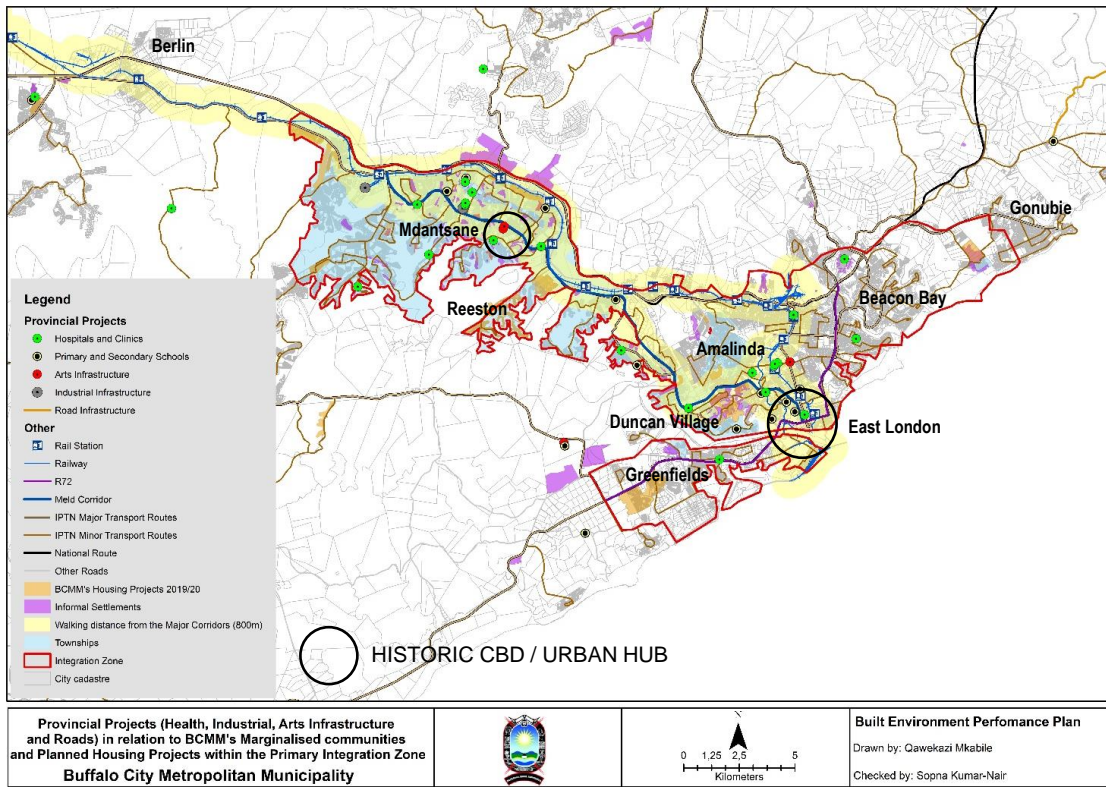 Berlin
Gonubie
Mdantsane
Beacon Bay
Reeston
Amalinda
Duncan Village
East London
Greenfields
Legend
Provincial Projects
Hospitals and Clinics
Primary and Secondary Schools
Arts Infrastructure
Industrial Infrastructure
Road Infrastructure
Other
Rail Station
Railway
R72
Meld Corridor
IPTN Major Transport Routes
IPTN Minor Transport Routes
National Route
Other Roads
BCMM's Housing Projects 2019/20
Informal Settlements
Walking distance from the Major Corridors (800m)
Townships
Integration Zone
City cadastre
HISTORIC CBD / URBAN HUB
Provincial Projects (Health, Industrial, Arts Infrastructure
and Roads) in relation to BCMM's Marginalised communities
and Planned Housing Projects within the Primary Integration Zone
Buffalo City Metropolitan Municipality
N
0 1,25 2,5 5
Kilometers
Built Environment Perfomance Plan
Drawn by: Qawekazi Mkabile
Checked by: Sopna Kumar-Nair